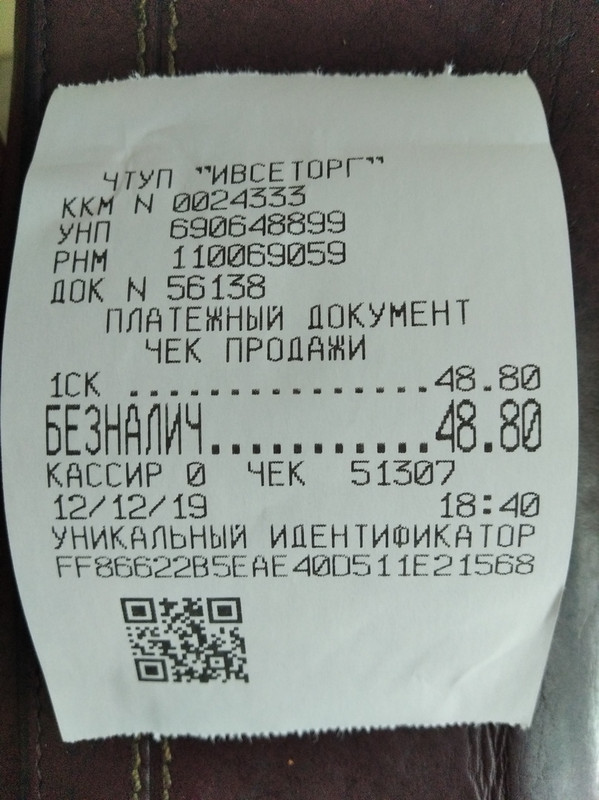 ЧТУП "ИВСЕТОРГ"
ККМ N 0024333
УНП 690648899
РНМ 110069059
ДОК N 56138
ПЛАТЕЖНЫЙ ДОКУМЕНТ
ЧЕК ПРОДАЖИ
1СК ................48.80
БЕЗНАЛИЧ...........48.80
КАССИР 0 ЧЕК 51307
12/12/19 18:40
УНИКАЛЬНЫЙ ИДЕНТИФИКАТОР
FF86622B5EAE40D511E21568